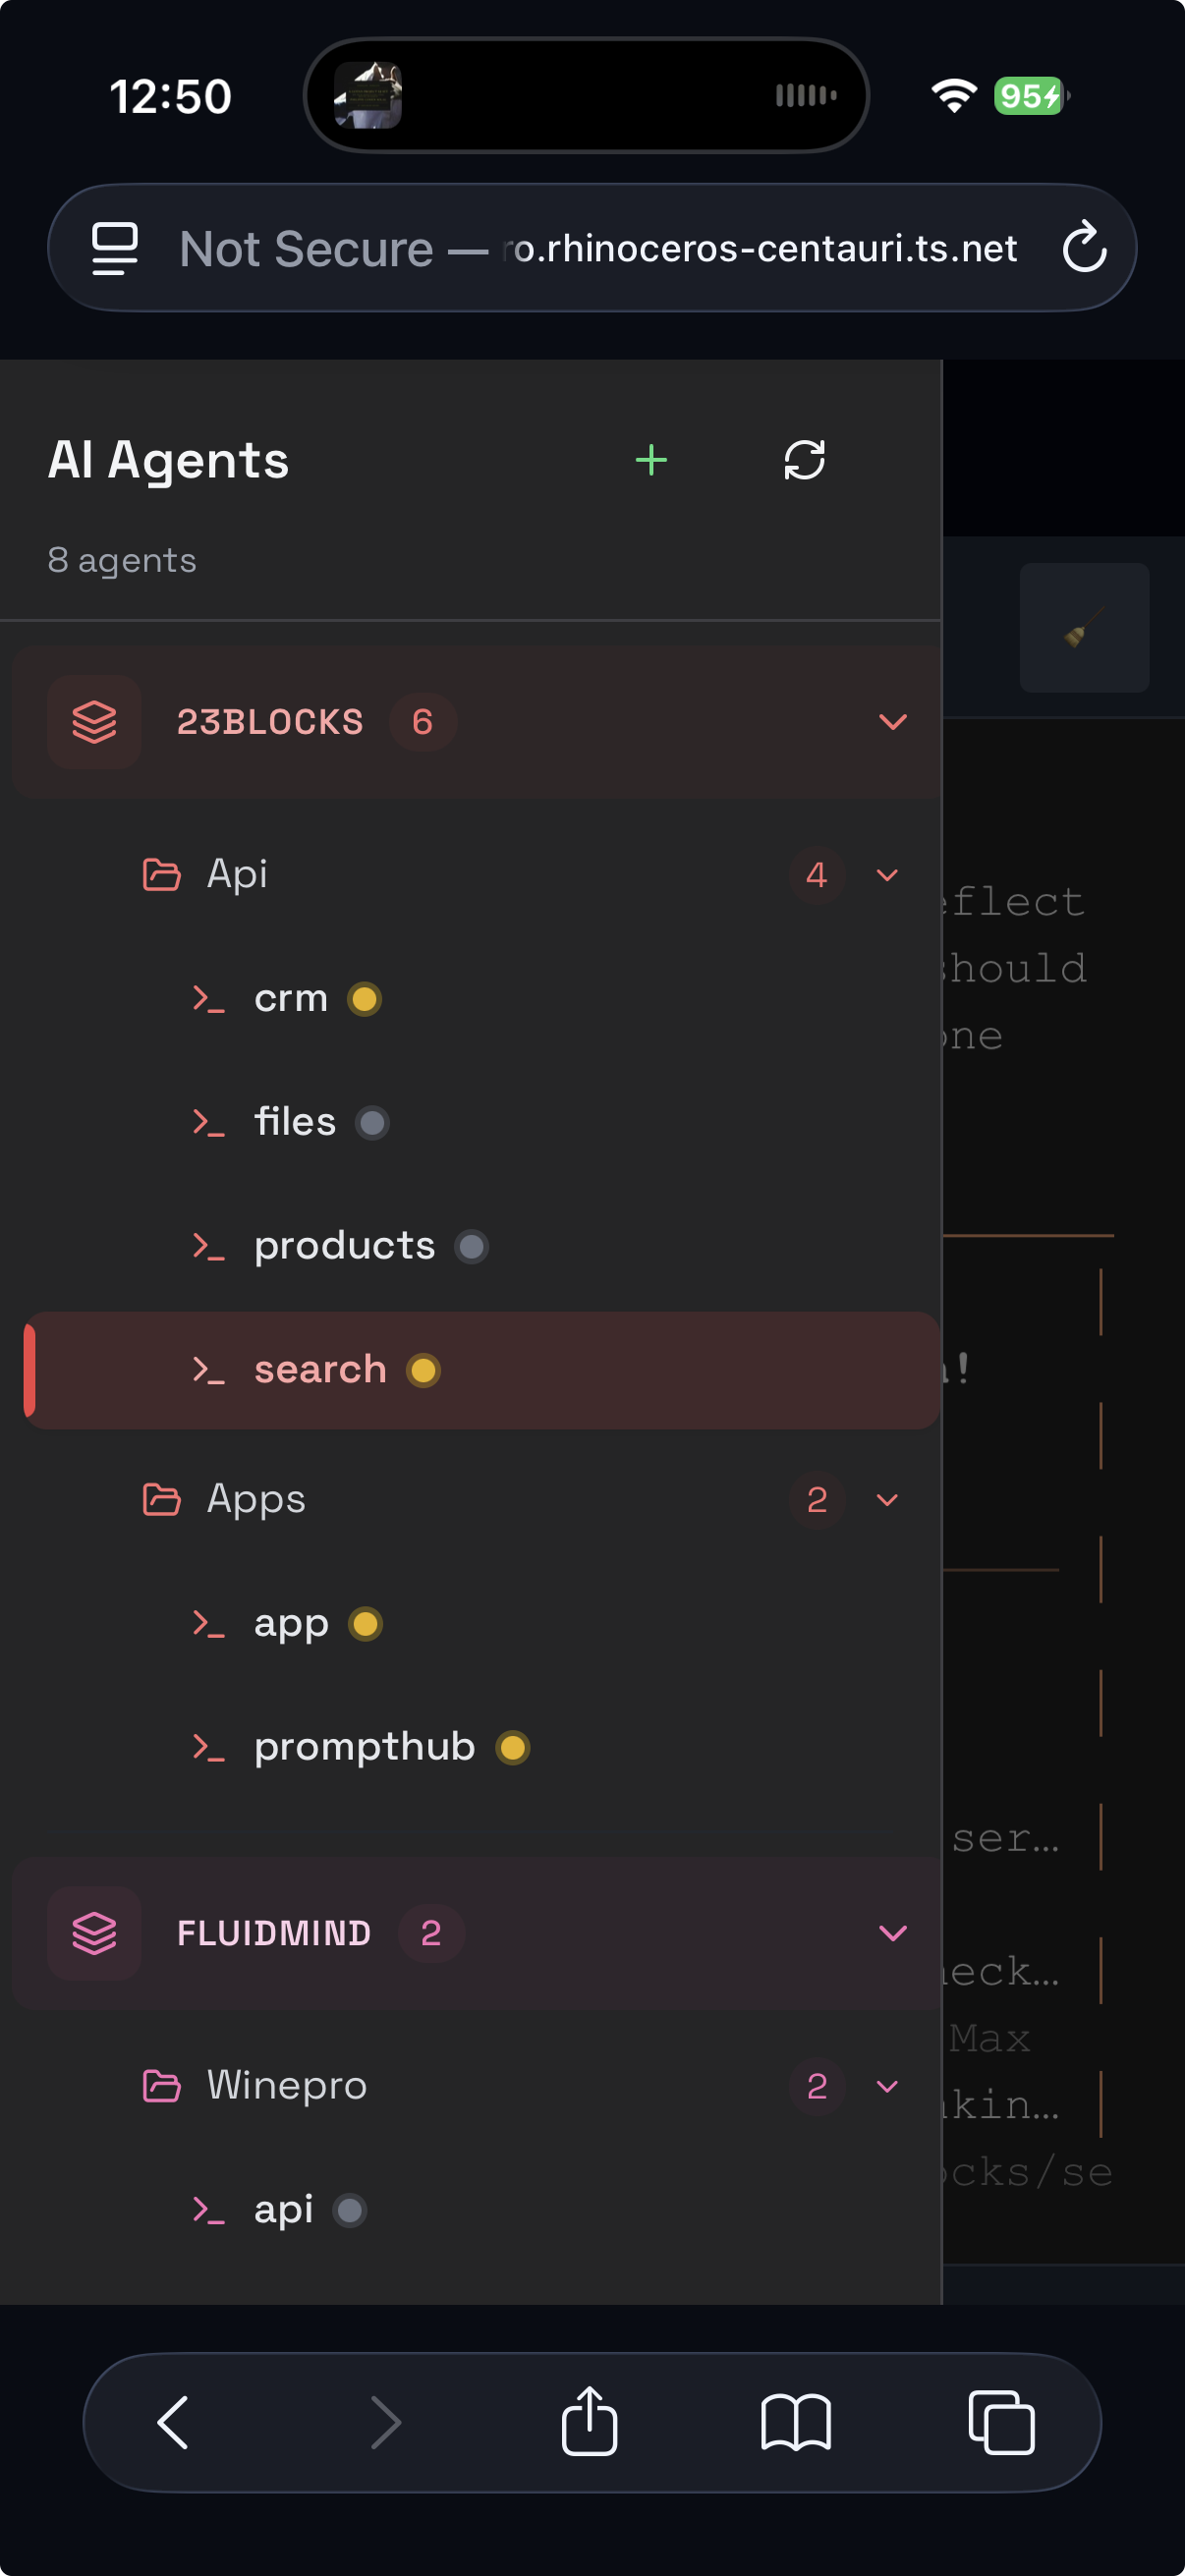 12:50
95
Not Secure — ro.rhinoceros-centauri.ts.net
AI Agents
8 agents
23BLOCKS 6
Api 4
crm
files
products
search
Apps 2
app
prompthub
FLUIDMIND 2
Winepro 2
api
eflect
should
one
!
ser…
heck…
Max
kin…
ocks/se